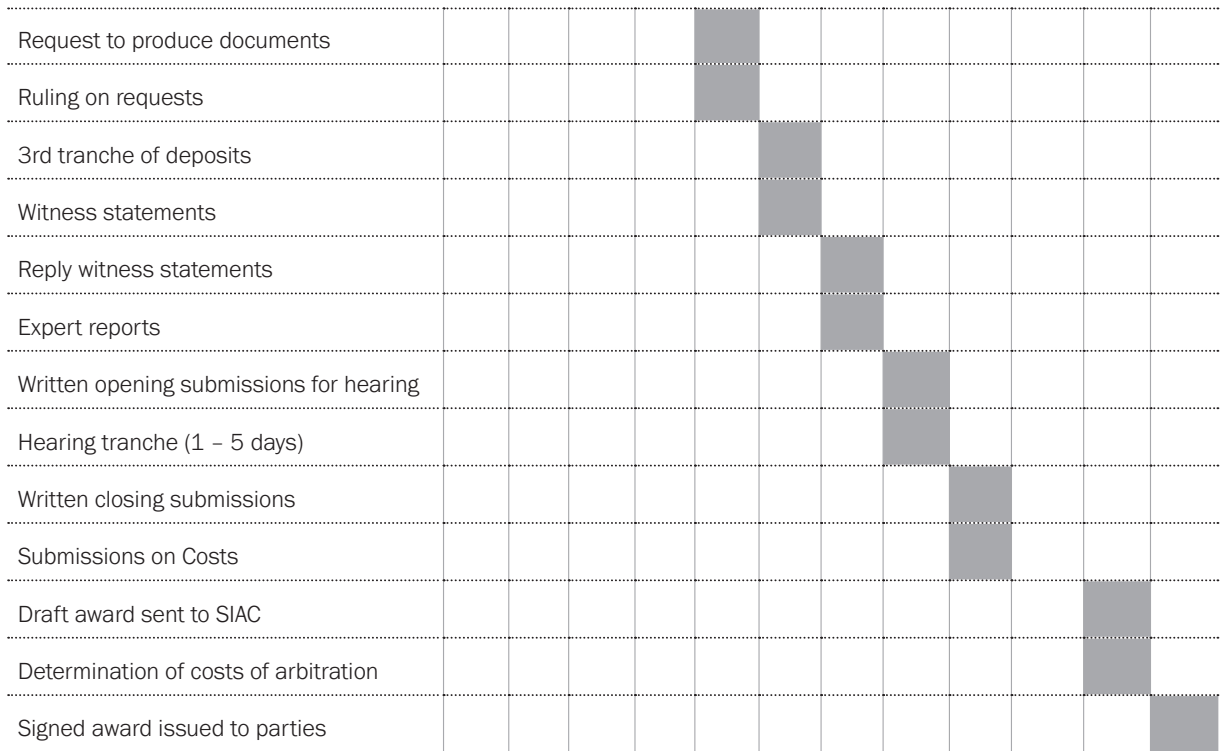 Request to produce documents
Ruling on requests
3rd tranche of deposits
Witness statements
Reply witness statements
Expert reports
Written opening submissions for hearing
Hearing tranche (1 – 5 days)
Written closing submissions
Submissions on Costs
Draft award sent to SIAC
Determination of costs of arbitration
Signed award issued to parties